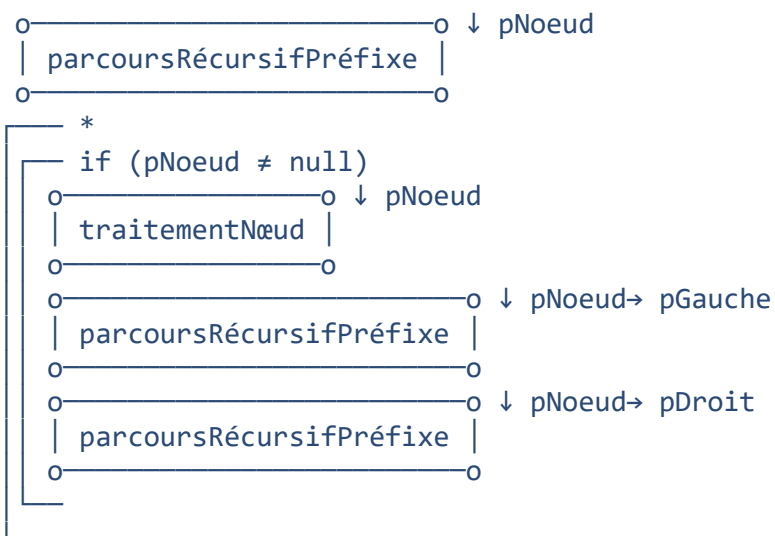 o─────────────────────────o ↓ pNoeud
│ parcoursRécursifPréfixe │
o─────────────────────────o
┌─── *
│┌── if (pNoeud ≠ null)
││ o────────────────o ↓ pNoeud
││ │ traitementNœud │
││ o────────────────o
││ o─────────────────────────o ↓ pNoeud→ pGauche
││ │ parcoursRécursifPréfixe │
││ o─────────────────────────o
││ o─────────────────────────o ↓ pNoeud→ pDroit
││ │ parcoursRécursifPréfixe │
││ o─────────────────────────o
│└──
│